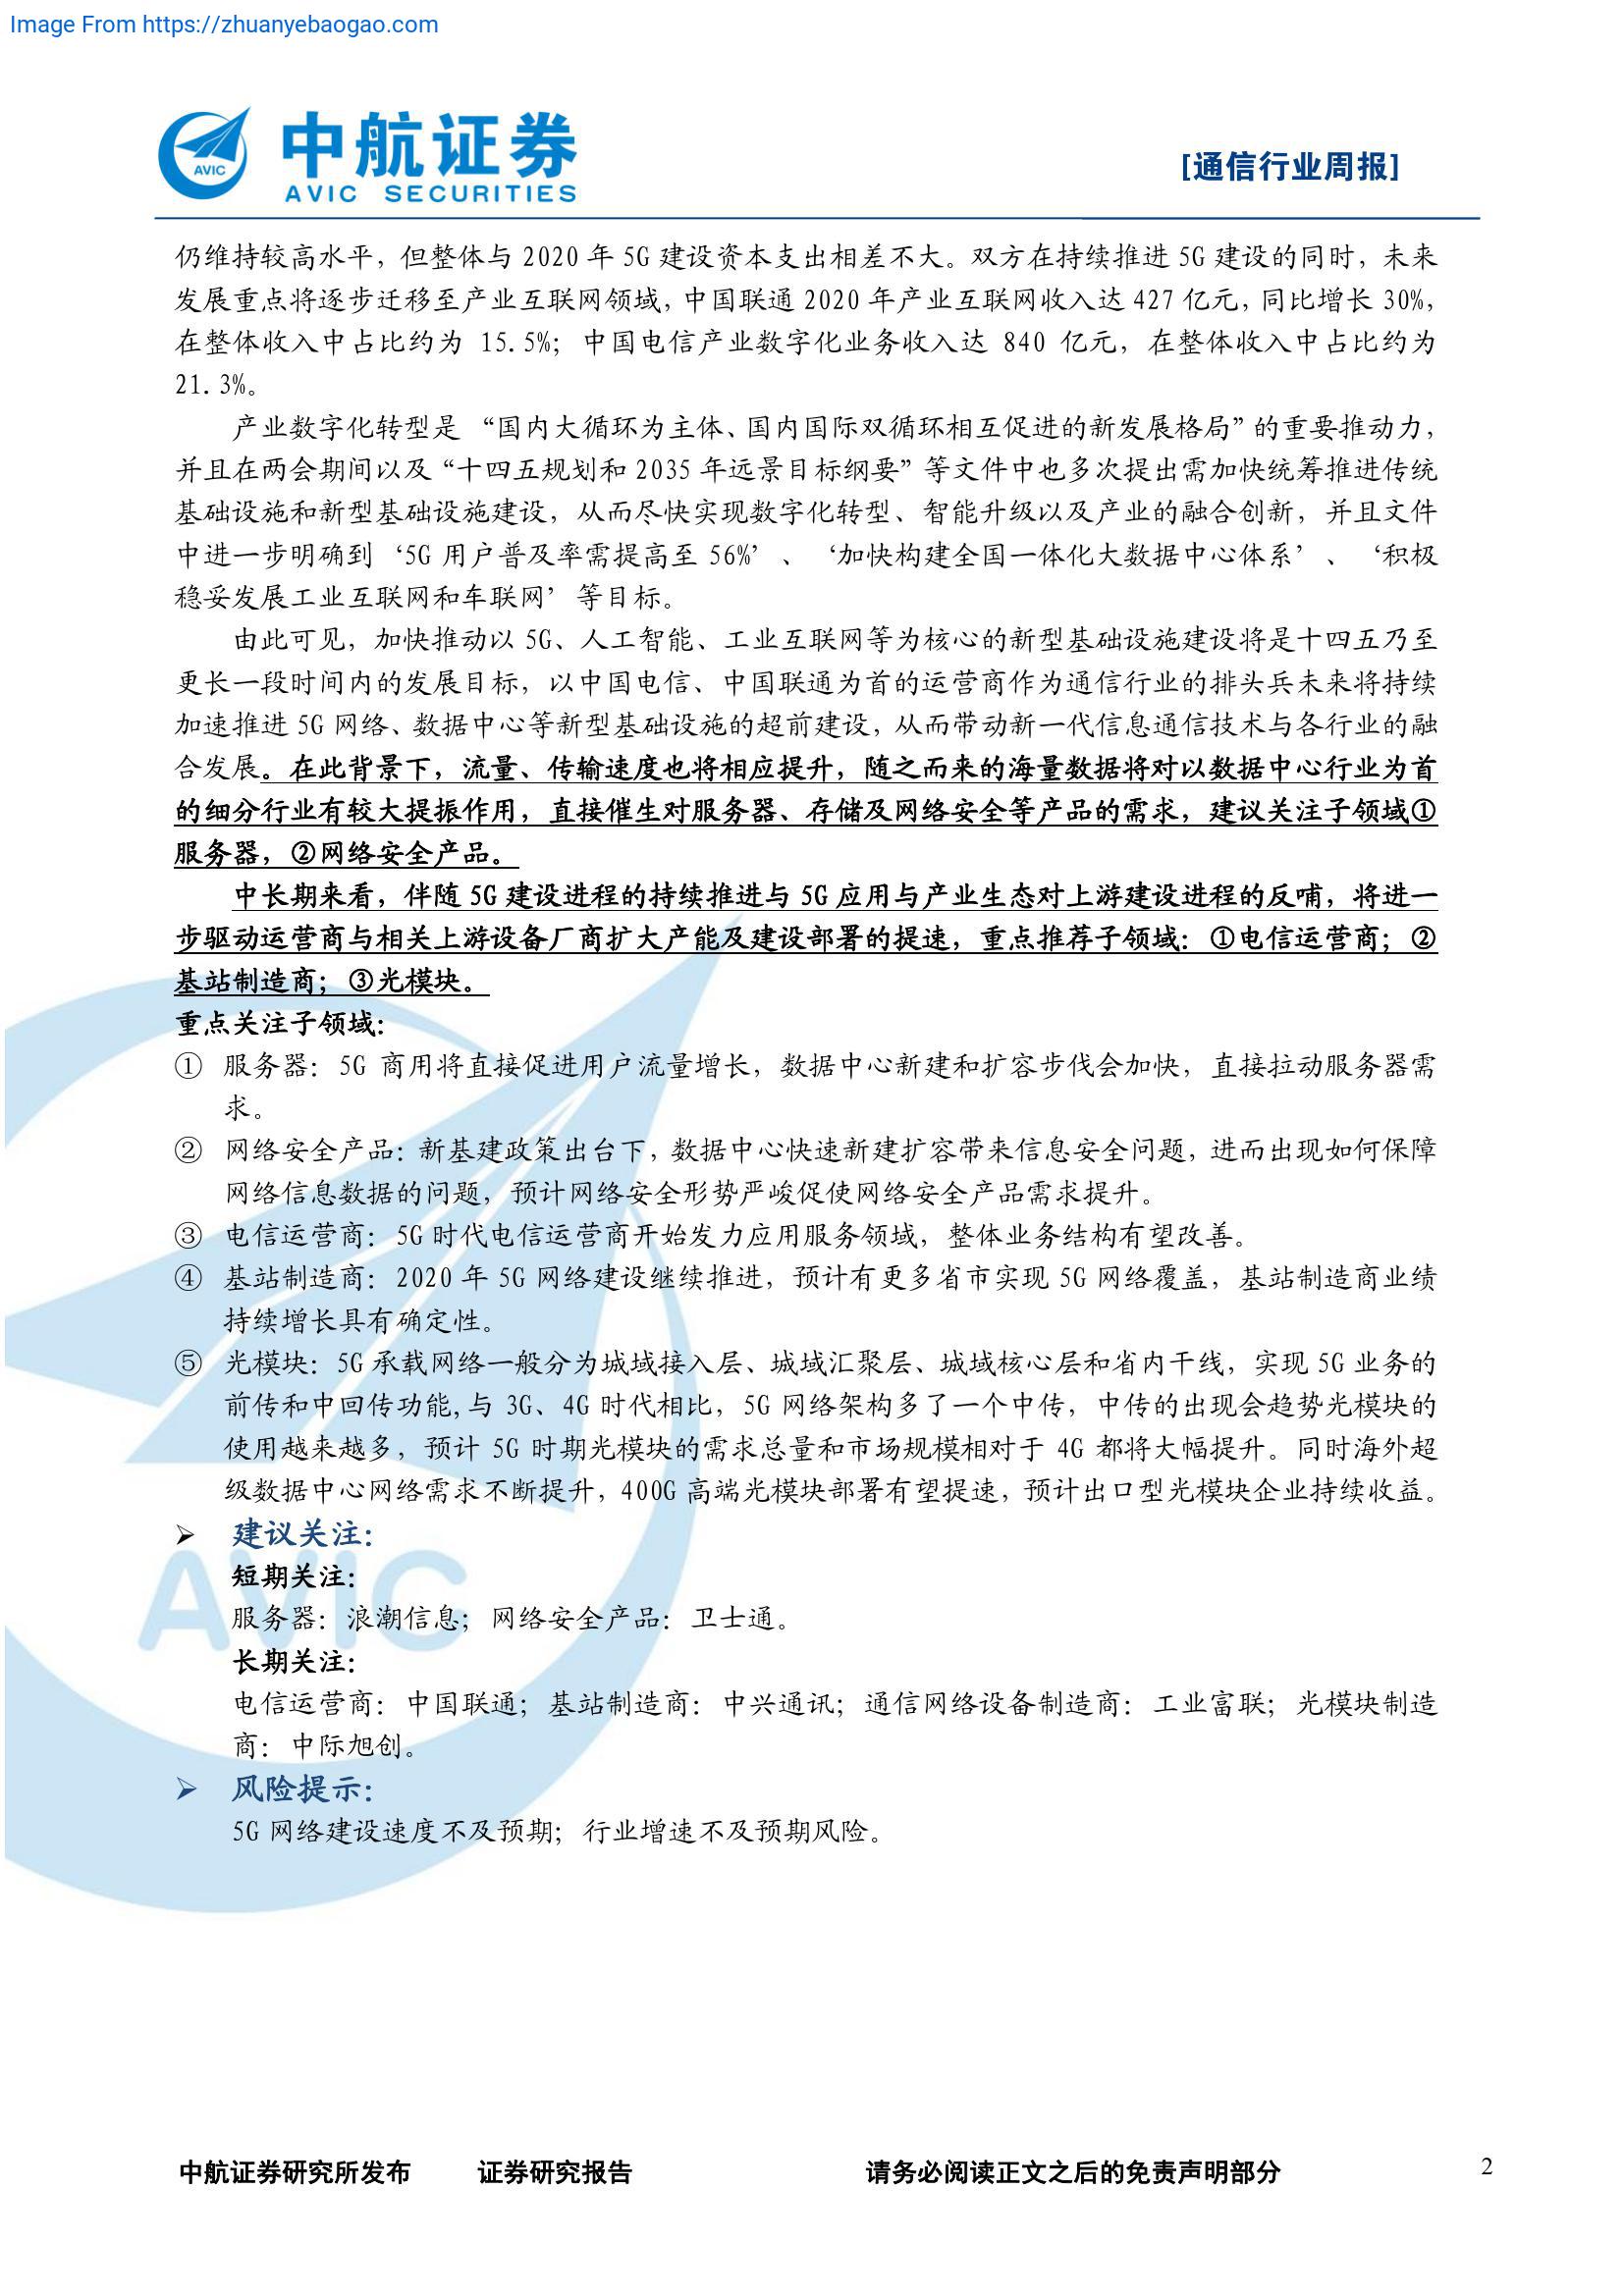 Image From https://zhuanyebaogao.com
中航证券
AVIC SECURITIES
AVIC
[通信行业周报]
仍维持较高水平，但整体与 2020 年 5G 建设资本支出相差不大。双方在持续推进 5G 建设的同时，未来
发展重点将逐步迁移至产业互联网领域，中国联通 2020 年产业互联网收入达 427 亿元，同比增长 30%，
在整体收入中占比约为 15.5%；中国电信产业数字化业务收入达 840 亿元，在整体收入中占比约为
21.3%。
产业数字化转型是 “国内大循环为主体、国内国际双循环相互促进的新发展格局”的重要推动力，
并且在两会期间以及“十四五规划和 2035 年远景目标纲要”等文件中也多次提出需加快统筹推进传统
基础设施和新型基础设施建设，从而尽快实现数字化转型、智能升级以及产业的融合创新，并且文件
中进一步明确到‘5G 用户普及率需提高至 56%’、‘加快构建全国一体化大数据中心体系’、‘积极
稳妥发展工业互联网和车联网’等目标。
由此可见，加快推动以 5G、人工智能、工业互联网等为核心的新型基础设施建设将是十四五乃至
更长一段时间内的发展目标，以中国电信、中国联通为首的运营商作为通信行业的排头兵未来将持续
加速推进 5G 网络、数据中心等新型基础设施的超前建设，从而带动新一代信息通信技术与各行业的融
合发展。在此背景下，流量、传输速度也将相应提升，随之而来的海量数据将对以数据中心行业为首
的细分行业有较大提振作用，直接催生对服务器、存储及网络安全等产品的需求，建议关注子领域①
服务器，②网络安全产品。
中长期来看，伴随 5G 建设进程的持续推进与 5G 应用与产业生态对上游建设进程的反哺，将进一
步驱动运营商与相关上游设备厂商扩大产能及建设部署的提速，重点推荐子领域：①电信运营商；②
基站制造商；③光模块。
重点关注子领域：
① 服务器：5G 商用将直接促进用户流量增长，数据中心新建和扩容步伐会加快，直接拉动服务器需
求。
② 网络安全产品：新基建政策出台下，数据中心快速新建扩容带来信息安全问题，进而出现如何保障
网络信息数据的问题，预计网络安全形势严峻促使网络安全产品需求提升。
③ 电信运营商：5G 时代电信运营商开始发力应用服务领域，整体业务结构有望改善。
④ 基站制造商：2020 年 5G 网络建设继续推进，预计有更多省市实现 5G 网络覆盖，基站制造商业绩
持续增长具有确定性。
⑤ 光模块：5G 承载网络一般分为城域接入层、城域汇聚层、城域核心层和省内干线，实现 5G 业务的
前传和中回传功能,与 3G、4G 时代相比，5G 网络架构多了一个中传，中传的出现会趋势光模块的
使用越来越多，预计 5G 时期光模块的需求总量和市场规模相对于 4G 都将大幅提升。同时海外超
级数据中心网络需求不断提升，400G 高端光模块部署有望提速，预计出口型光模块企业持续收益。
➢ 建议关注：
短期关注：
服务器：浪潮信息；网络安全产品：卫士通。
长期关注：
电信运营商：中国联通；基站制造商：中兴通讯；通信网络设备制造商：工业富联；光模块制造
商：中际旭创。
➢ 风险提示：
5G 网络建设速度不及预期；行业增速不及预期风险。
AVIC
中航证券研究所发布 证券研究报告 请务必阅读正文之后的免责声明部分 2